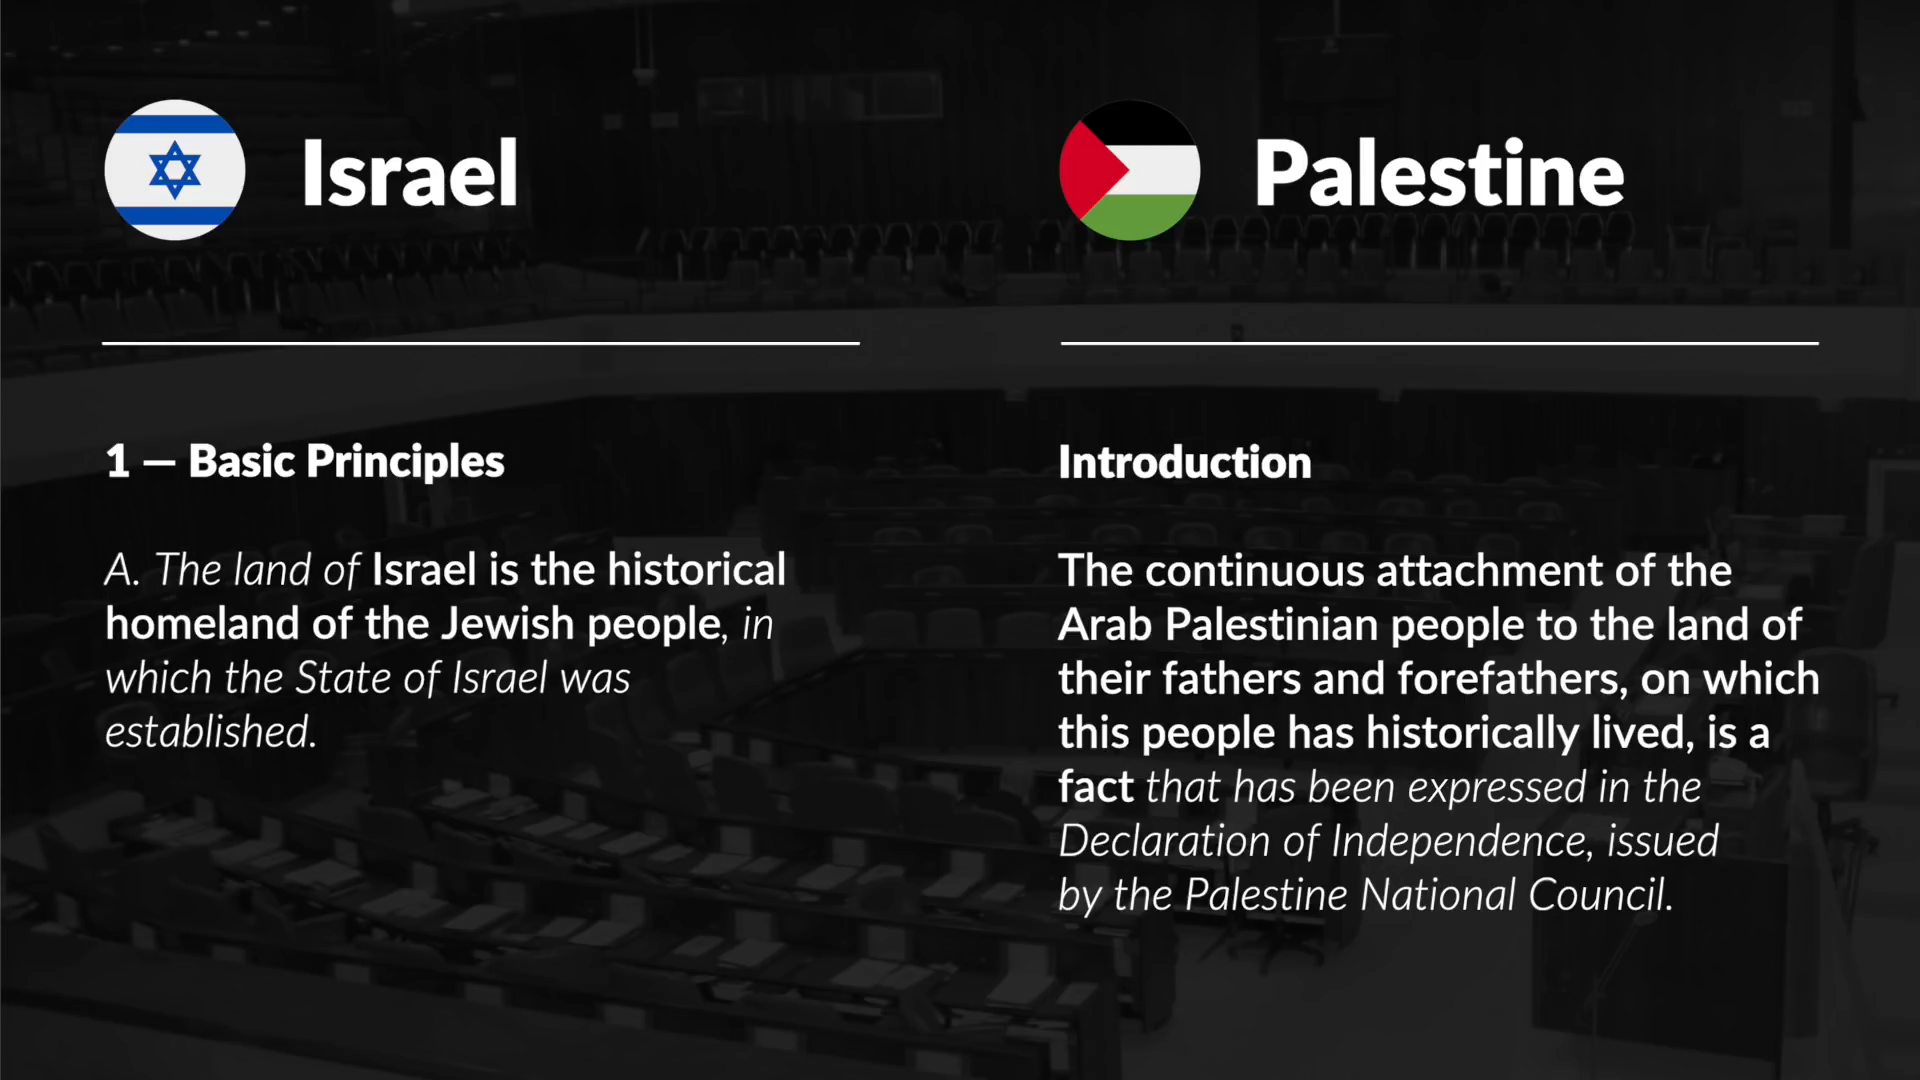 Israel
1 — Basic Principles
A. The land of Israel is the historical
homeland of the Jewish people, in
which the State of Israel was
established.
Palestine
Introduction
The continuous attachment of the
Arab Palestinian people to the land of
their fathers and forefathers, on which
this people has historically lived, is a
fact that has been expressed in the
Declaration of Independence, issued
by the Palestine National Council.